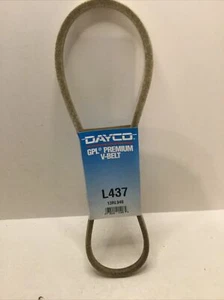 DAYCO
GPL® PREMIUM
V-BELT
L437